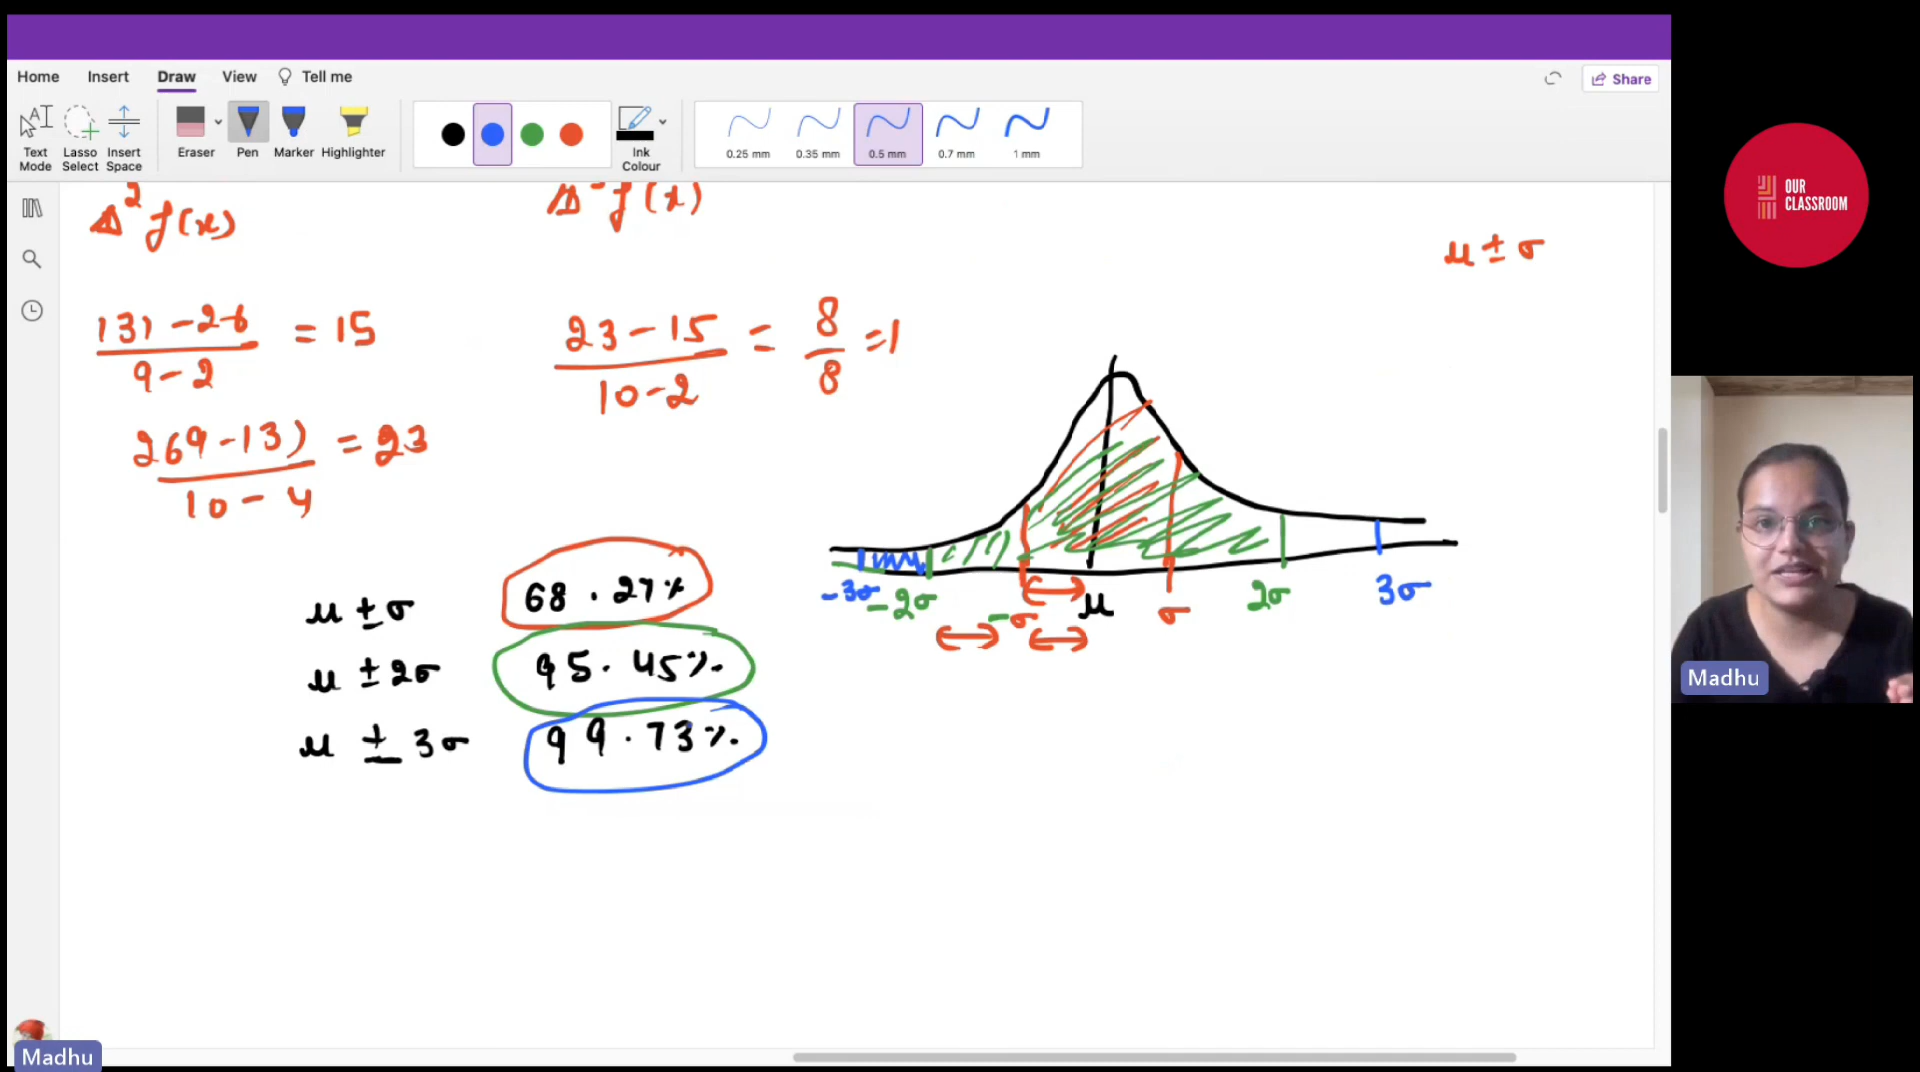 Home Insert Draw View Tell me
Share
Text Mode
Lasso Select
Insert Space
Eraser
Pen
Marker
Highlighter
Ink Colour
0.25 mm
0.35 mm
0.5 mm
0.7 mm
1 mm
OUR CLASSROOM
Δ² f(x)
Δ² f(x)
μ ± σ
131 - 26 / 9 - 2 = 15
23 - 15 / 10 - 2 = 8 / 8 = 1
269 - 131 / 10 - 4 = 23
μ ± σ 68.27%
μ ± 2σ 95.45%
μ ± 3σ 99.73%
-3σ -2σ -σ μ σ 2σ 3σ
Madhu
Madhu